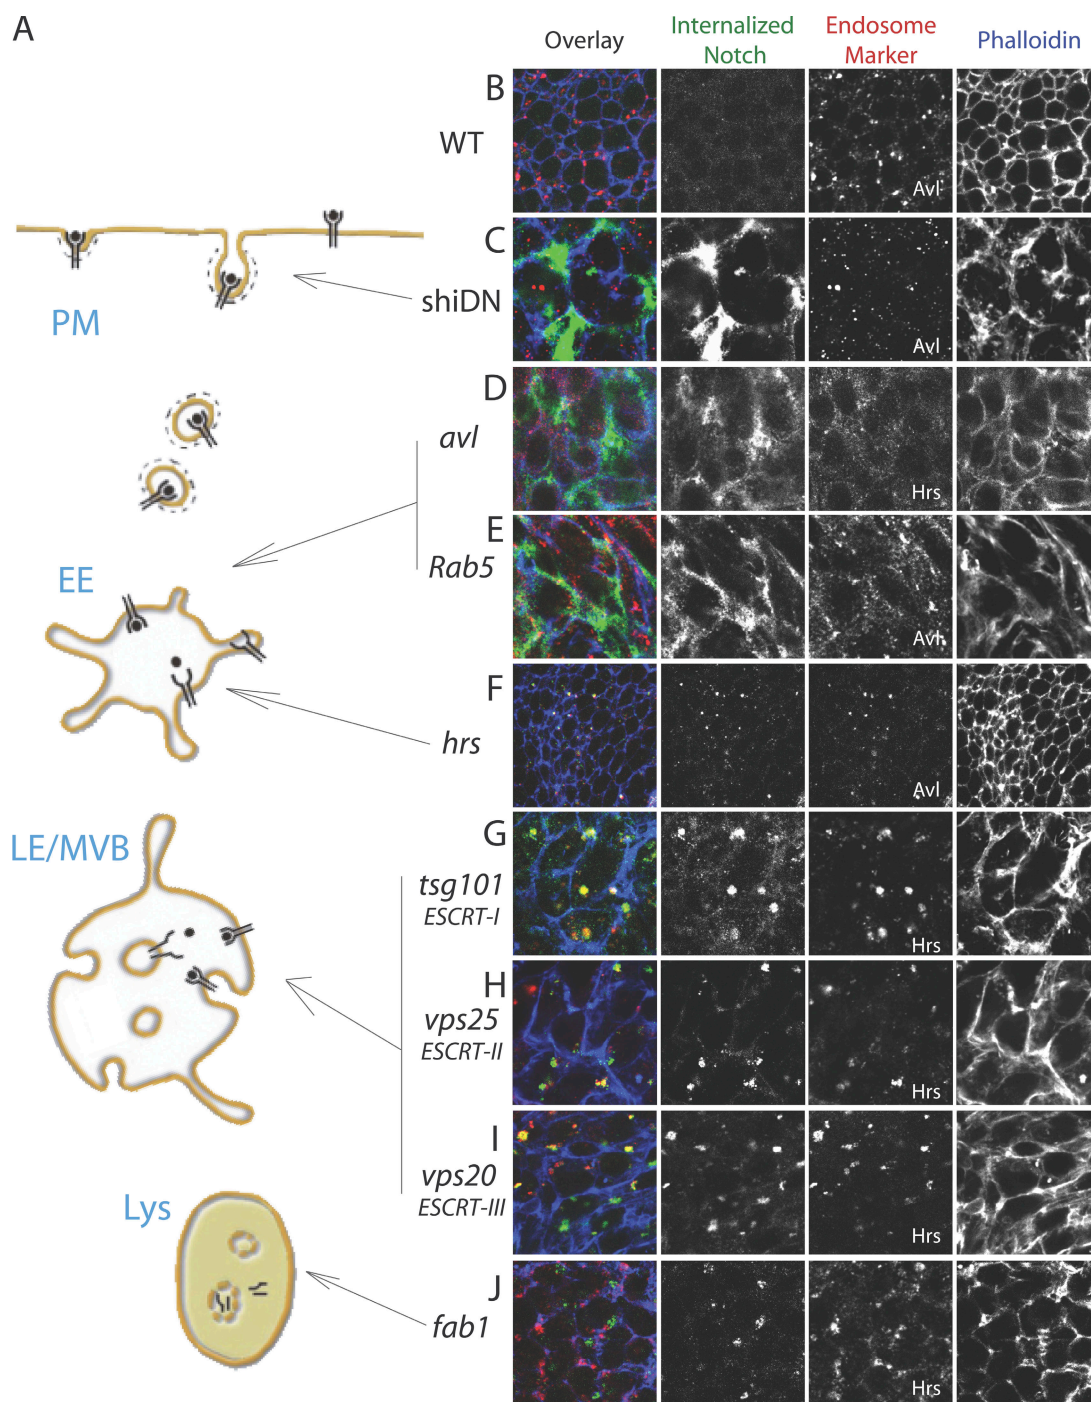 A
Overlay
Internalized
Notch
Endosome
Marker
Phalloidin
B
WT
Avl
PM
C
shiDN
Avl
D
avl
Hrs
E
Rab5
Avl
EE
F
hrs
Avl
LE/MVB
G
tsg101
ESCRT-I
Hrs
H
vps25
ESCRT-II
Hrs
I
vps20
ESCRT-III
Hrs
Lys
J
fab1
Hrs